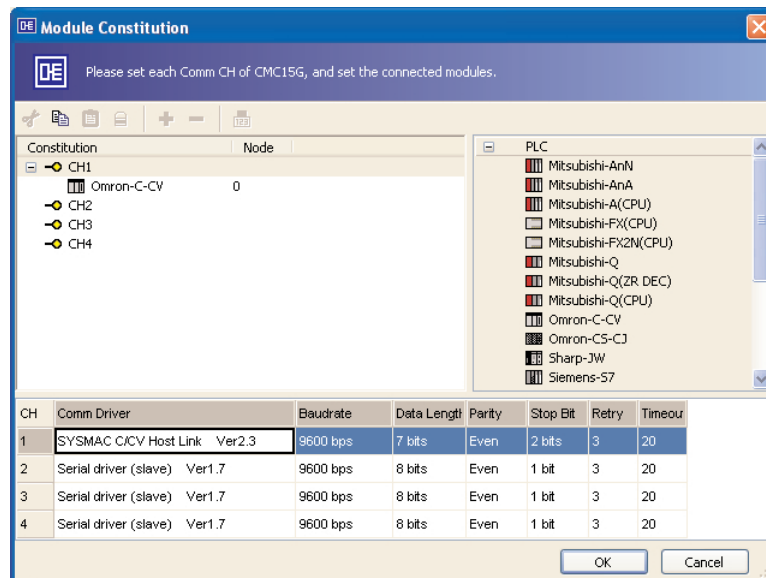 Module Constitution
Please set each Comm CH of CMC15G, and set the connected modules.
Constitution Node
CH1
Omron-C-CV 0
CH2
CH3
CH4
PLC
Mitsubishi-AnN
Mitsubishi-AnA
Mitsubishi-A(CPU)
Mitsubishi-FX(CPU)
Mitsubishi-FX2N(CPU)
Mitsubishi-Q
Mitsubishi-Q(ZR DEC)
Mitsubishi-Q(CPU)
Omron-C-CV
Omron-CS-CJ
Sharp-JW
Siemens-S7
CH Comm Driver Baudrate Data Length Parity Stop Bit Retry Timeou
1 SYSMAC C/CV Host Link Ver2.3 9600 bps 7 bits Even 2 bits 3 20
2 Serial driver (slave) Ver1.7 9600 bps 8 bits Even 1 bit 3 20
3 Serial driver (slave) Ver1.7 9600 bps 8 bits Even 1 bit 3 20
4 Serial driver (slave) Ver1.7 9600 bps 8 bits Even 1 bit 3 20
OK Cancel